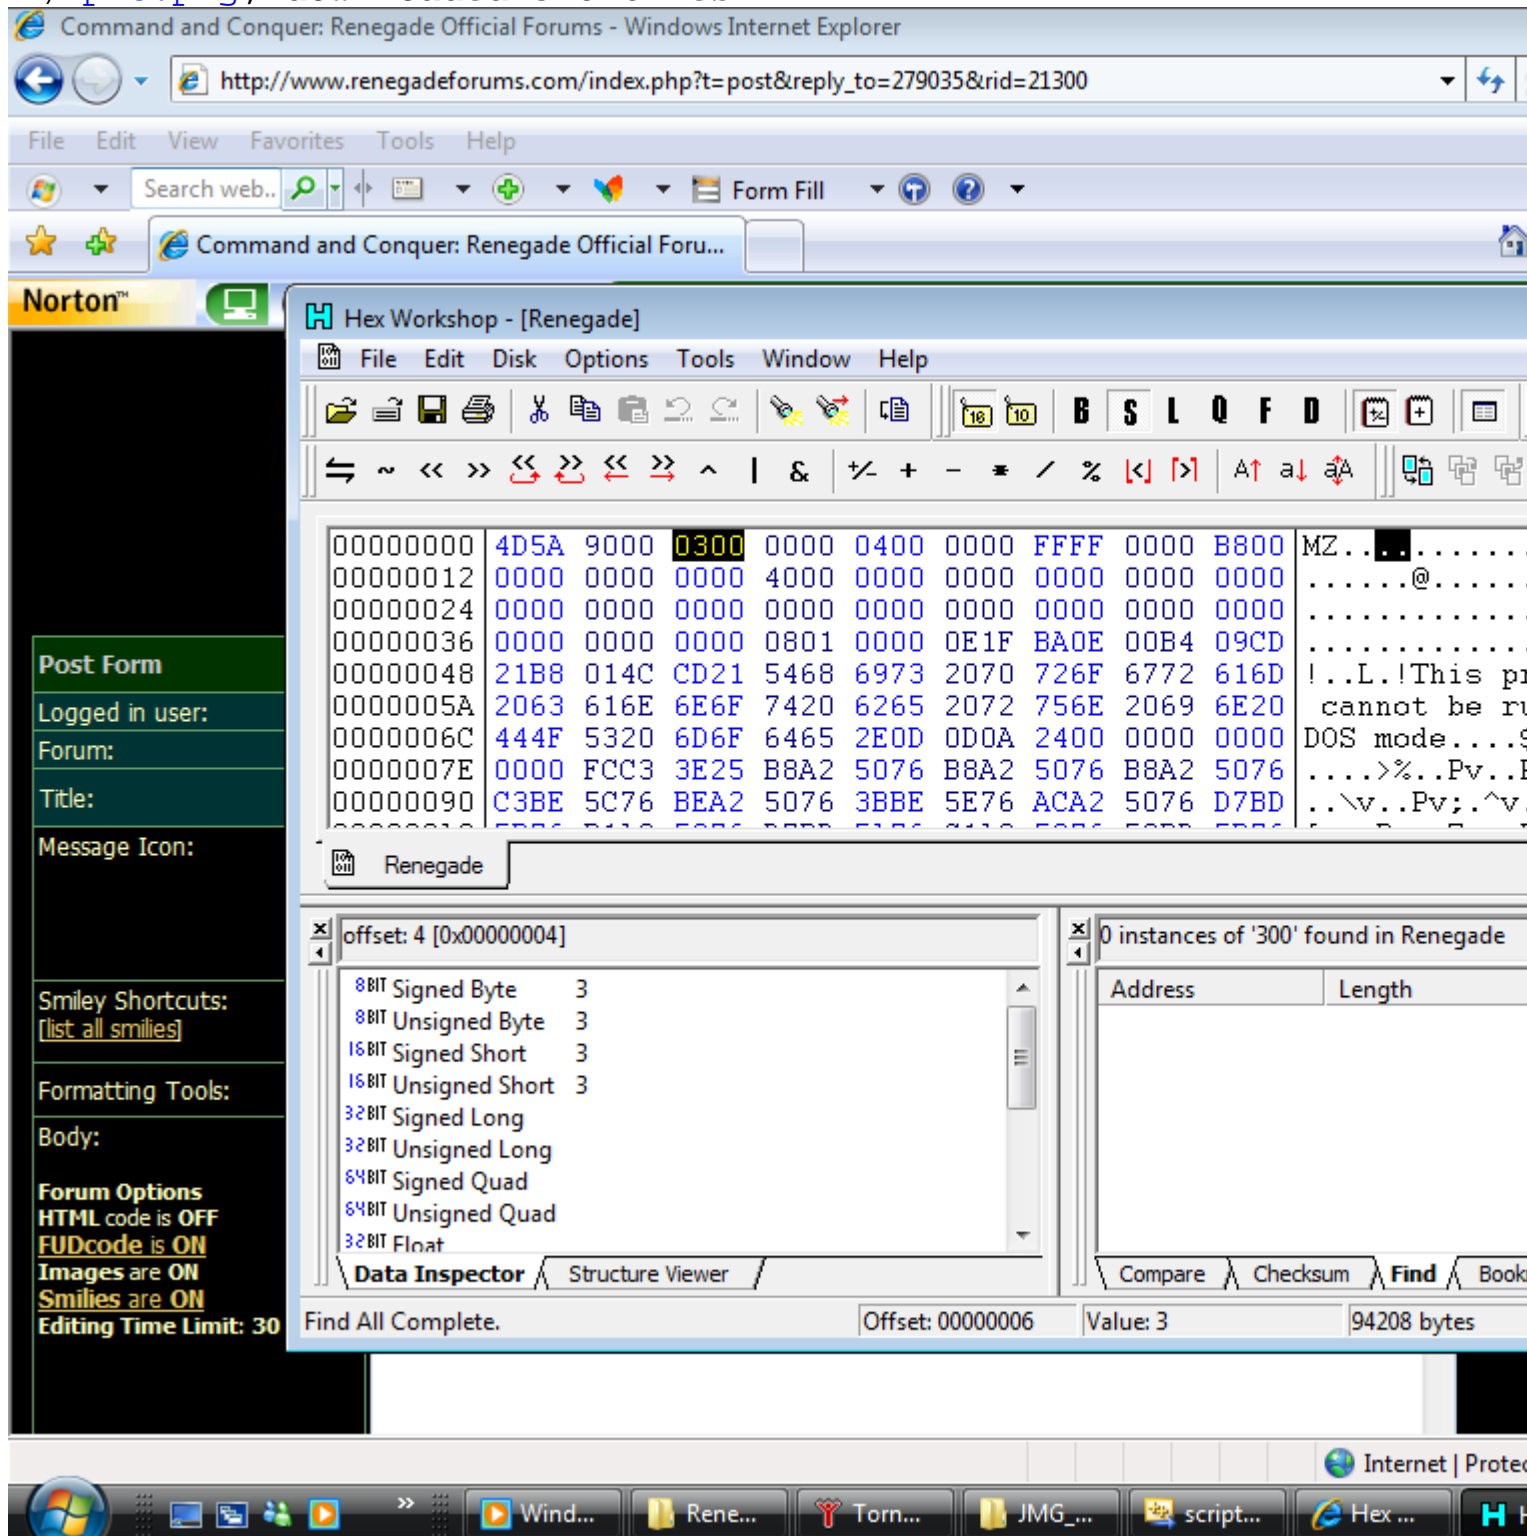 Command and Conquer: Renegade Official Forums - Windows Internet Explorer
http://www.renegadeforums.com/index.php?t=post&reply_to=279035&rid=21300
File Edit View Favorites Tools Help
Search web.. Form Fill
Command and Conquer: Renegade Official Foru...
Norton™
Hex Workshop - [Renegade]
File Edit Disk Options Tools Window Help
B S L Q F D
00000000 4D5A 9000 0300 0000 0400 0000 FFFF 0000 B800 MZ............
00000012 0000 0000 0000 4000 0000 0000 0000 0000 0000 ......@......
00000024 0000 0000 0000 0000 0000 0000 0000 0000 0000 .............
00000036 0000 0000 0000 0801 0000 0E1F BA0E 00B4 09CD .............
00000048 21B8 014C CD21 5468 6973 2070 726F 6772 616D !..L.!This pr
0000005A 2063 616E 6E6F 7420 6265 2072 756E 2069 6E20 cannot be ru
0000006C 444F 5320 6D6F 6465 2E0D 0D0A 2400 0000 0000 DOS mode....$
0000007E 0000 FCC3 3E25 B8A2 5076 B8A2 5076 B8A2 5076 ....>%..Pv..P
00000090 C3BE 5C76 BEA2 5076 3BBE 5E76 ACA2 5076 D7BD ..\v..Pv;.^v.
Renegade
offset: 4 [0x00000004]
8BIT Signed Byte 3
8BIT Unsigned Byte 3
16BIT Signed Short 3
16BIT Unsigned Short 3
32BIT Signed Long
32BIT Unsigned Long
64BIT Signed Quad
64BIT Unsigned Quad
32BIT Float
Data Inspector Structure Viewer
0 instances of '300' found in Renegade
Address Length
Compare Checksum Find
Find All Complete. Offset: 00000006 Value: 3 94208 bytes
Post Form
Logged in user:
Forum:
Title:
Message Icon:
Smiley Shortcuts:
[list all smilies]
Formatting Tools:
Body:
Forum Options
HTML code is OFF
FUDcode is ON
Images are ON
Smilies are ON
Editing Time Limit: 30
Internet |
Wind... Rene... Torn... JMG_... script... Hex ...